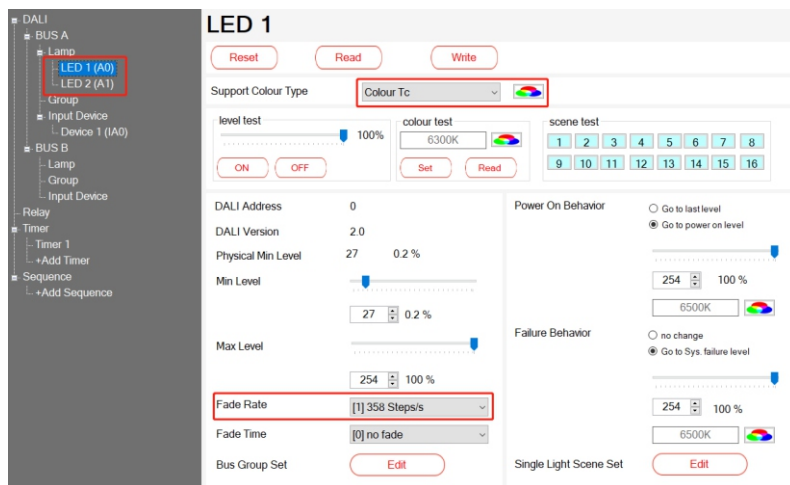 DALI
BUS A
Lamp
LED 1 (A0)
LED 2 (A1)
Group
Input Device
Device 1 (IA0)
BUS B
Lamp
Group
Input Device
Relay
Timer
Timer 1
+Add Timer
Sequence
+Add Sequence
LED 1
Reset Read Write
Support Colour Type Colour Tc
level test
100%
ON OFF
colour test
6300K
Set Read
scene test
1 2 3 4 5 6 7 8
9 10 11 12 13 14 15 16
DALI Address 0
DALI Version 2.0
Physical Min Level 27 0.2 %
Min Level
27 0.2 %
Max Level
254 100 %
Fade Rate [1] 358 Steps/s
Fade Time [0] no fade
Bus Group Set Edit
Power On Behavior Go to last level
Go to power on level
254 100 %
6500K
Failure Behavior no change
Go to Sys. failure level
254 100 %
6500K
Single Light Scene Set Edit